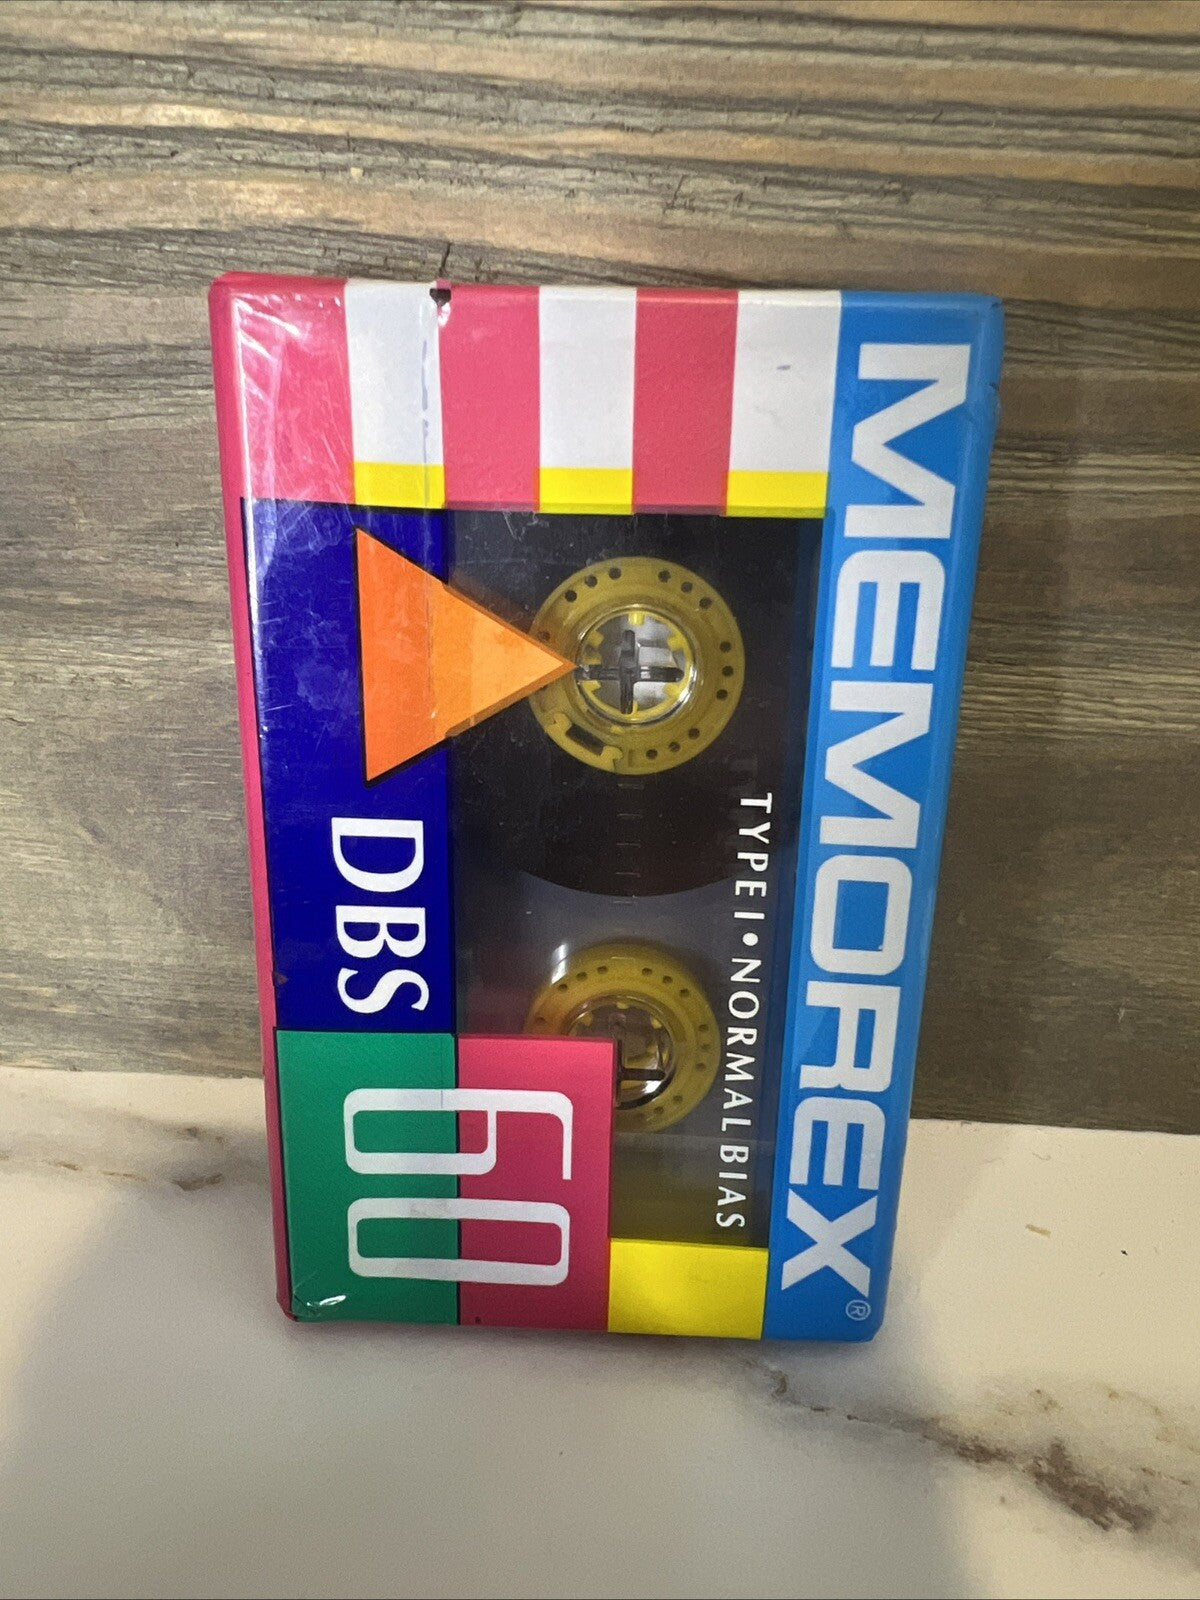 MEMOREX®
TYPE I • NORMAL BIAS
DBS
60